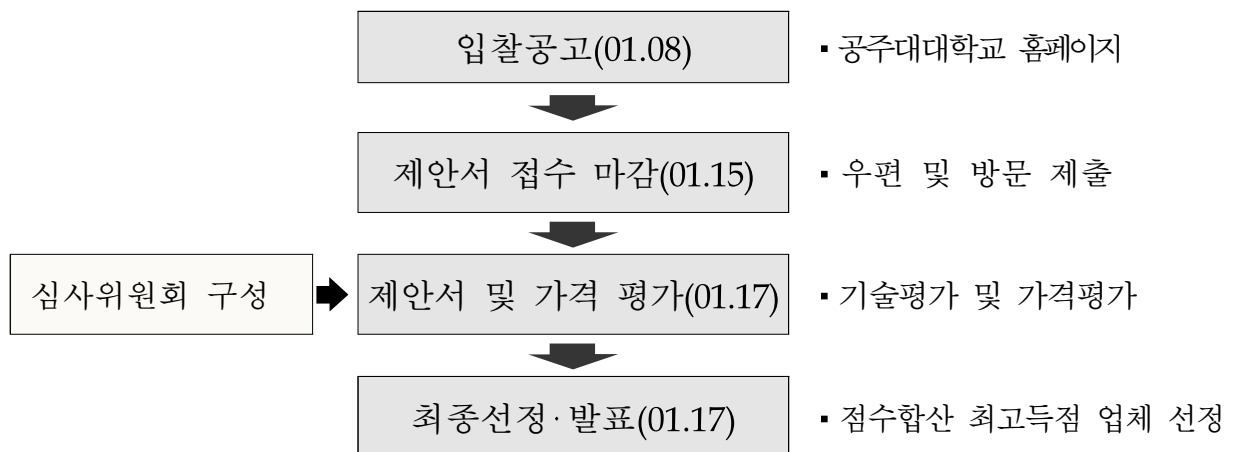 입찰공고(01.08) ▪ 공주대대학교 홈페이지
제안서 접수 마감(01.15) ▪ 우편 및 방문 제출
심사위원회 구성 제안서 및 가격 평가(01.17) ▪ 기술평가 및 가격평가
최종선정·발표(01.17) ▪ 점수합산 최고득점 업체 선정